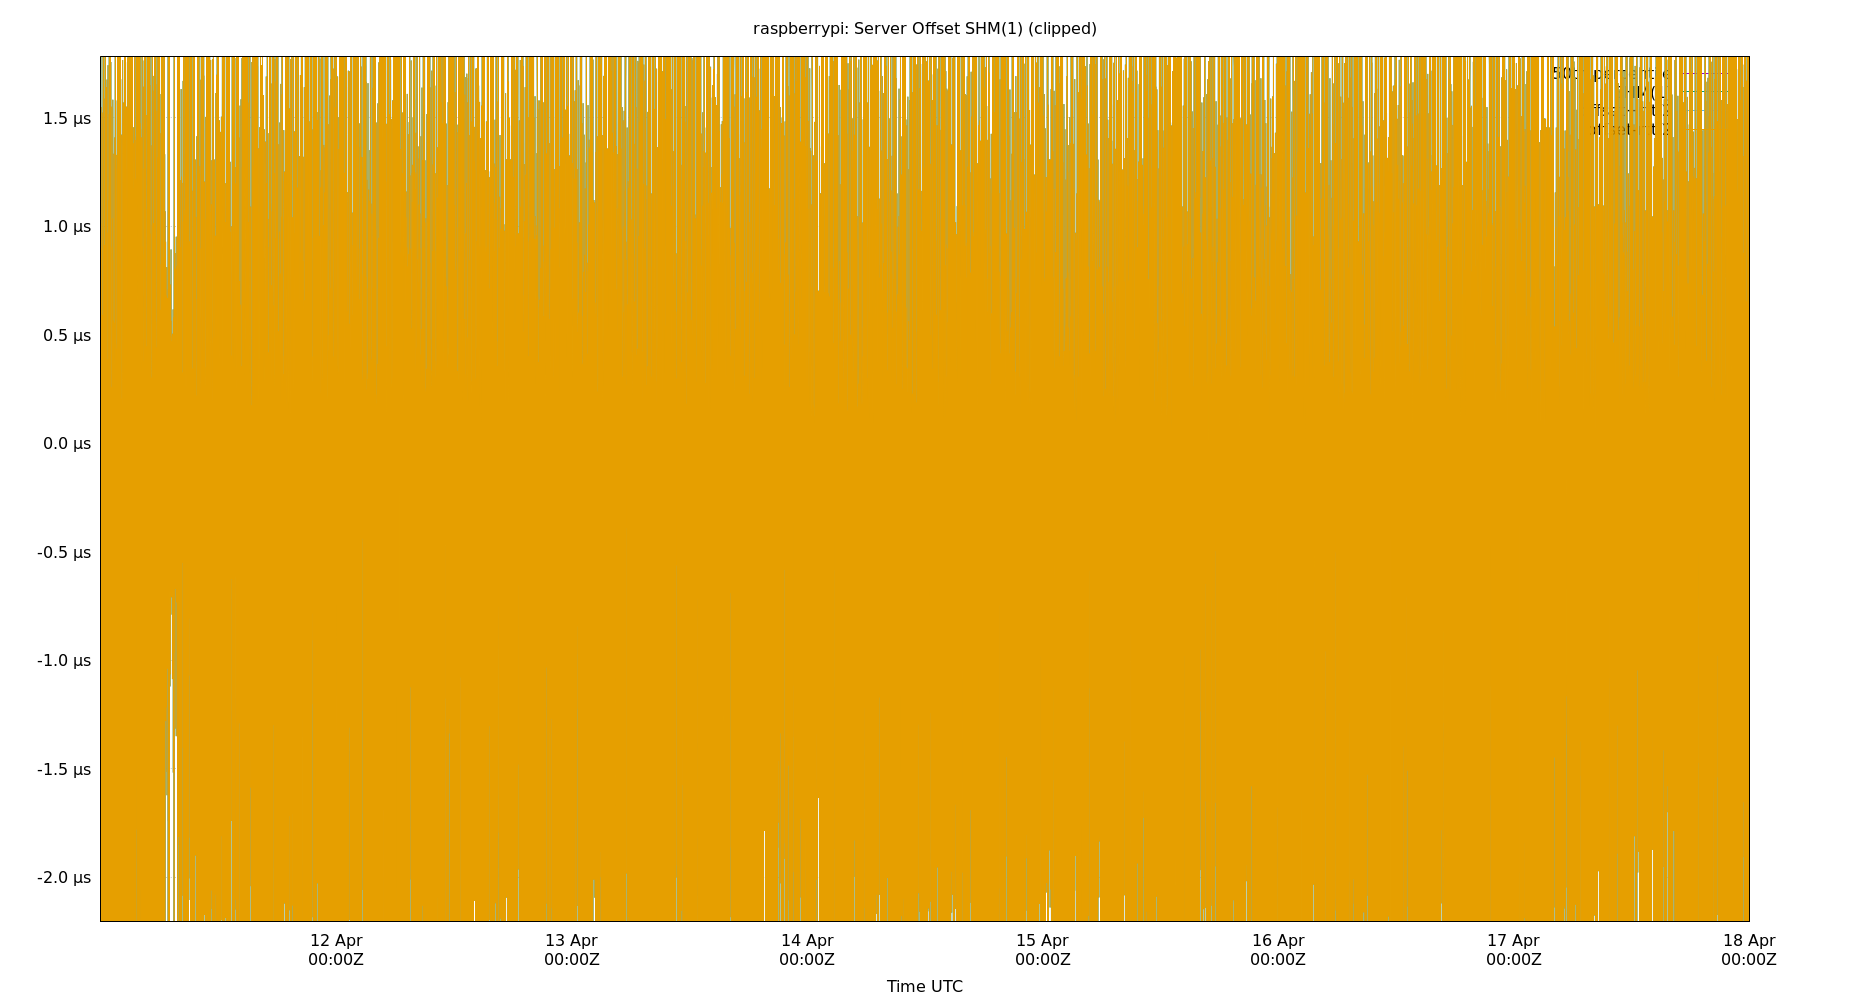 raspberrypi: Server Offset SHM(1) (clipped)
1.5 µs
1.0 µs
0.5 µs
0.0 µs
-0.5 µs
-1.0 µs
-1.5 µs
-2.0 µs
12 Apr 13 Apr 14 Apr 15 Apr 16 Apr 17 Apr 18 Apr
00:00Z 00:00Z 00:00Z 00:00Z 00:00Z 00:00Z 00:00Z
Time UTC